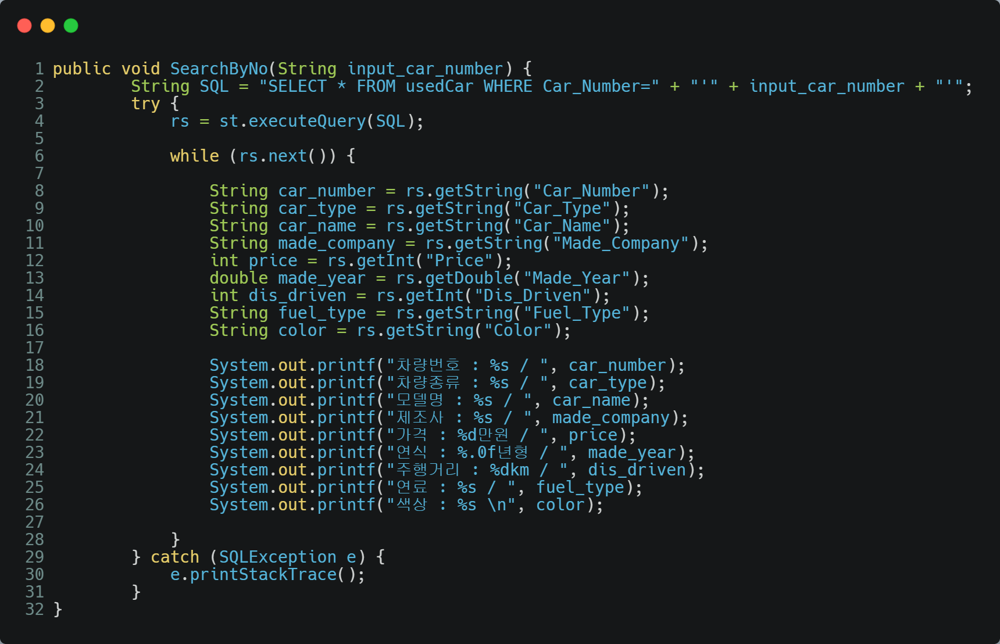 1 public void SearchByNo(String input_car_number) {
2         String SQL = "SELECT * FROM usedCar WHERE Car_Number=" + "'" + input_car_number + "'";
3         try {
4             rs = st.executeQuery(SQL);
5
6             while (rs.next()) {
7
8                 String car_number = rs.getString("Car_Number");
9                 String car_type = rs.getString("Car_Type");
10                 String car_name = rs.getString("Car_Name");
11                 String made_company = rs.getString("Made_Company");
12                 int price = rs.getInt("Price");
13                 double made_year = rs.getDouble("Made_Year");
14                 int dis_driven = rs.getInt("Dis_Driven");
15                 String fuel_type = rs.getString("Fuel_Type");
16                 String color = rs.getString("Color");
17
18                 System.out.printf("차량번호 : %s / ", car_number);
19                 System.out.printf("차량종류 : %s / ", car_type);
20                 System.out.printf("모델명 : %s / ", car_name);
21                 System.out.printf("제조사 : %s / ", made_company);
22                 System.out.printf("가격 : %d만원 / ", price);
23                 System.out.printf("연식 : %.0f년형 / ", made_year);
24                 System.out.printf("주행거리 : %dkm / ", dis_driven);
25                 System.out.printf("연료 : %s / ", fuel_type);
26                 System.out.printf("색상 : %s \n", color);
27
28             }
29         } catch (SQLException e) {
30             e.printStackTrace();
31         }
32 }